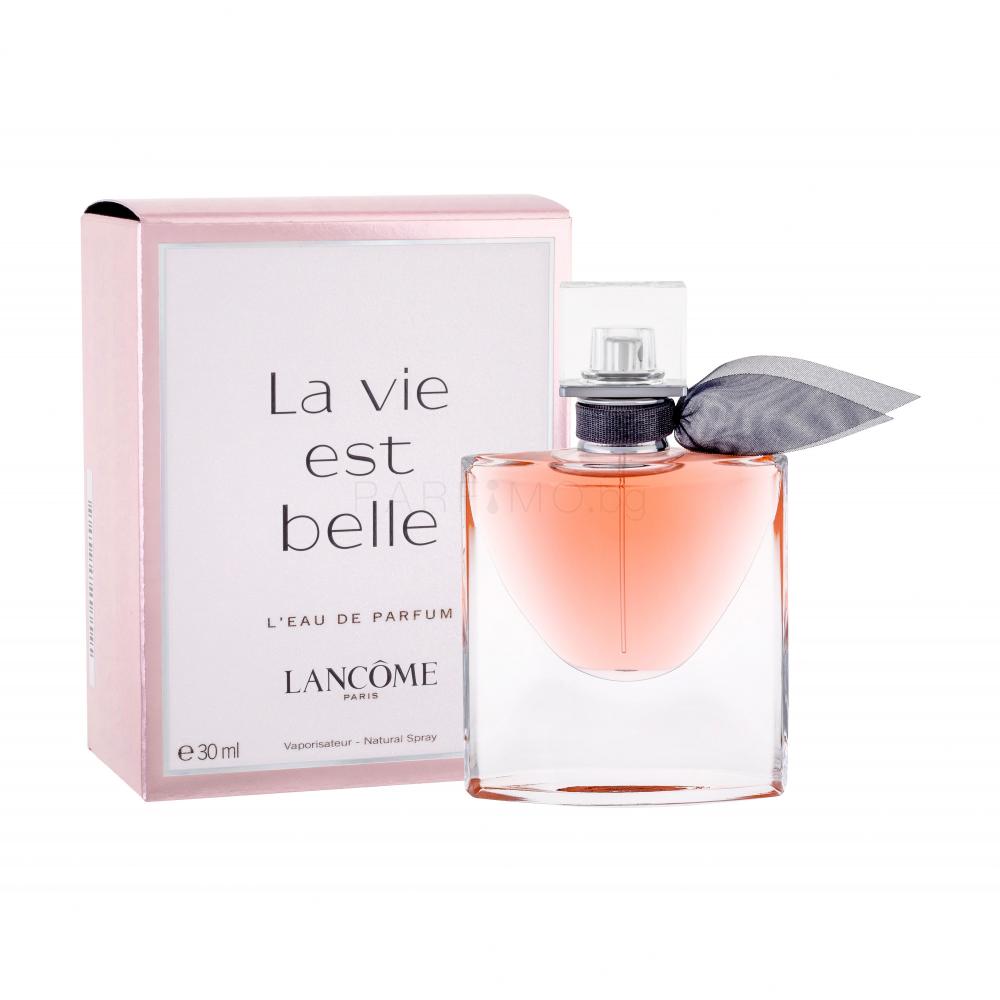 La vie
est
belle
PARFIMO.bg
L'EAU DE PARFUM
LANCÔME
PARIS
Vaporisateur - Natural Spray
℮ 30 ml